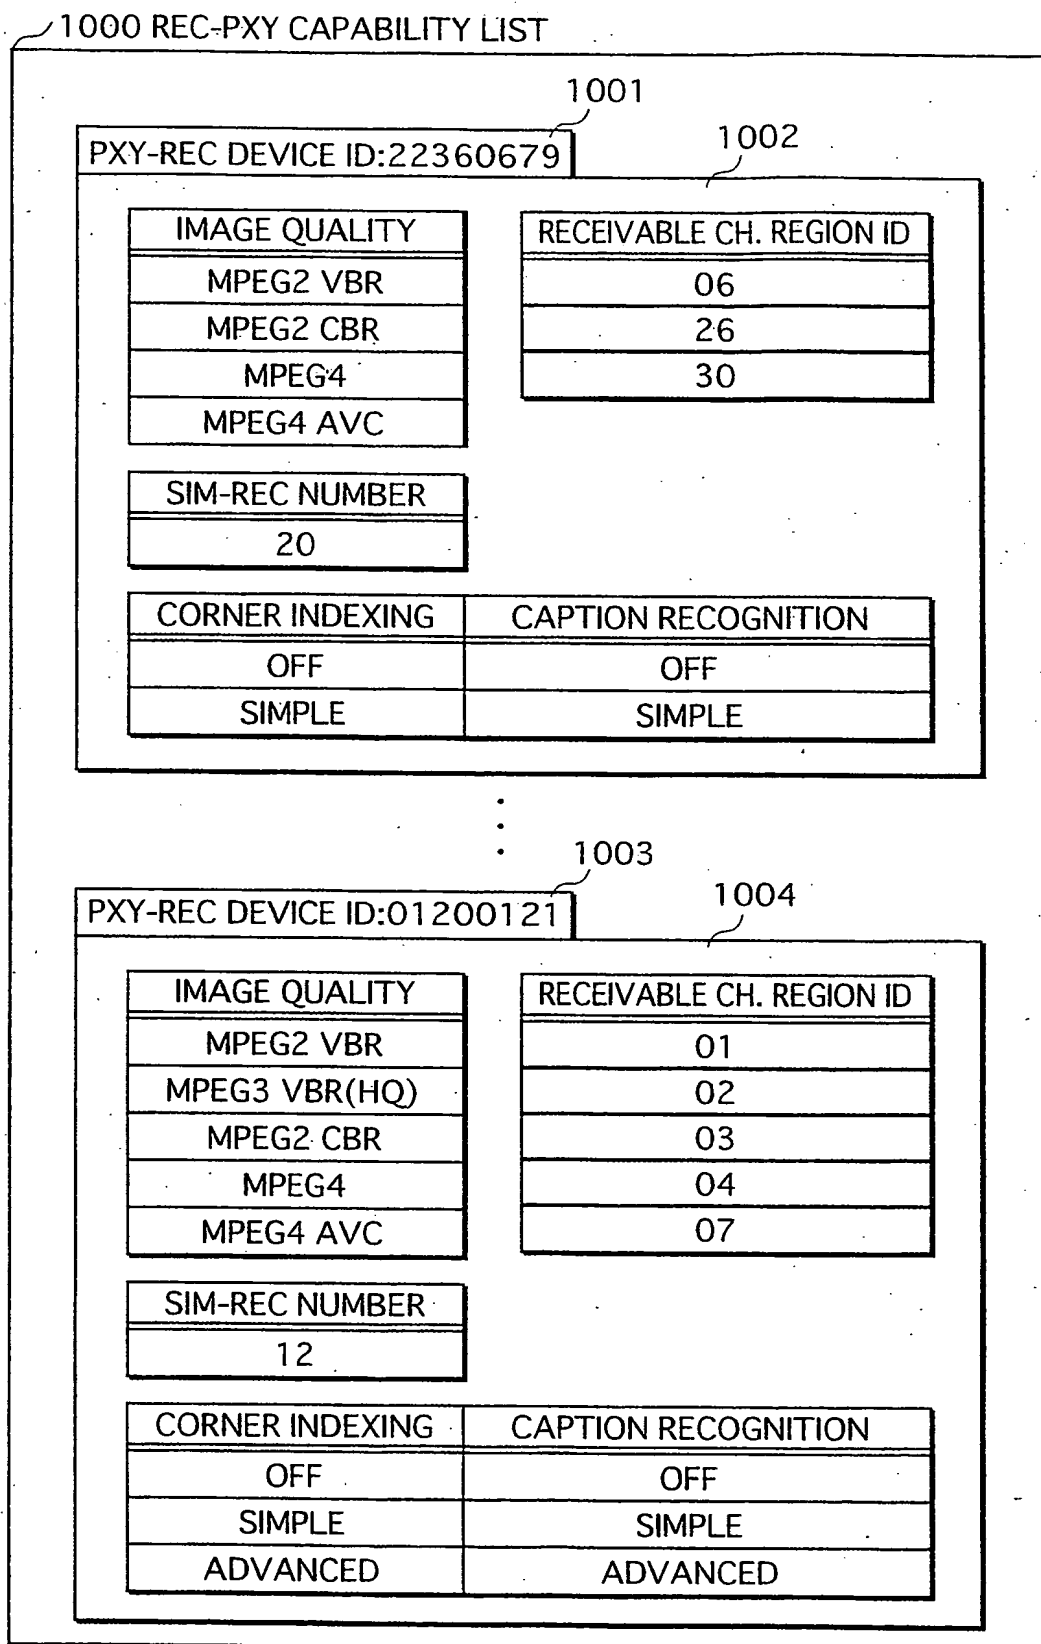 1000 REC-PXY CAPABILITY LIST
1001
PXY-REC DEVICE ID:22360679
1002
IMAGE QUALITY
MPEG2 VBR
MPEG2 CBR
MPEG4
MPEG4 AVC
RECEIVABLE CH. REGION ID
06
26
30
SIM-REC NUMBER
20
CORNER INDEXING CAPTION RECOGNITION
OFF OFF
SIMPLE SIMPLE
1003
PXY-REC DEVICE ID:01200121
1004
IMAGE QUALITY
MPEG2 VBR
MPEG3 VBR(HQ)
MPEG2 CBR
MPEG4
MPEG4 AVC
RECEIVABLE CH. REGION ID
01
02
03
04
07
SIM-REC NUMBER
12
CORNER INDEXING CAPTION RECOGNITION
OFF OFF
SIMPLE SIMPLE
ADVANCED ADVANCED